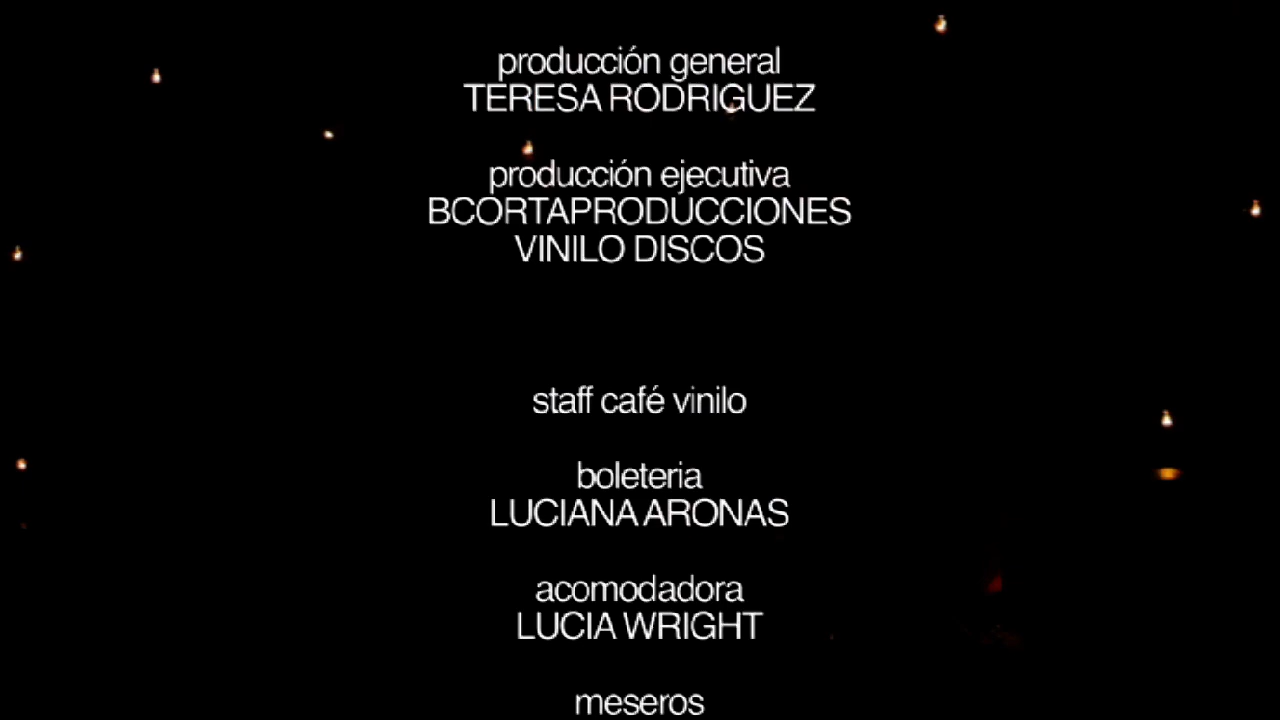 producción general
TERESA RODRIGUEZ
producción ejecutiva
BCORTAPRODUCCIONES
VINILO DISCOS
staff café vinilo
boleteria
LUCIANA ARONAS
acomodadora
LUCIA WRIGHT
meseros